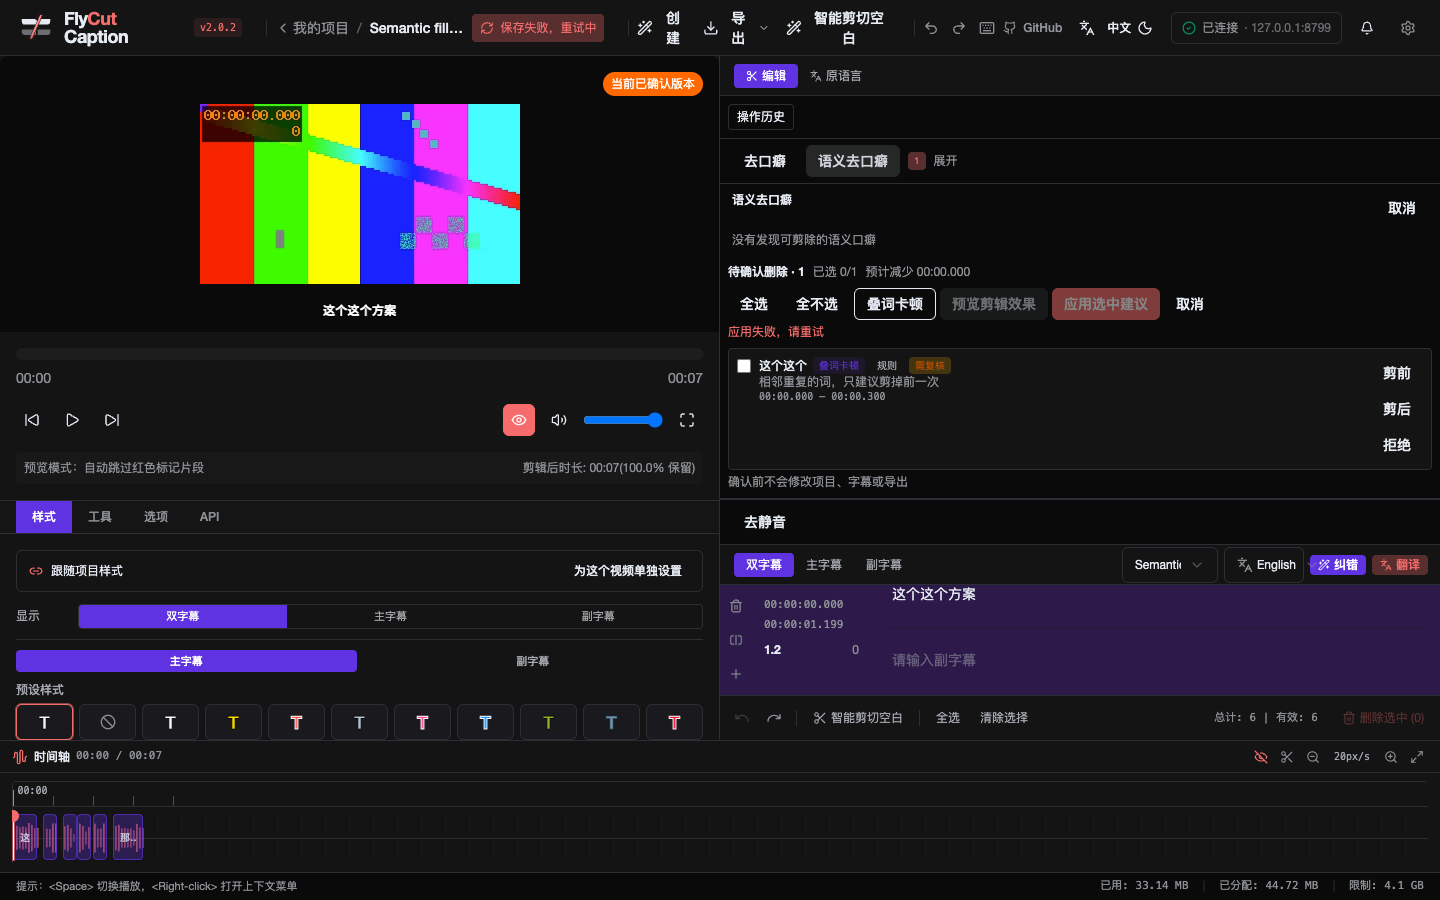 FlyCut
Caption
v2.0.2
我的项目 / Semantic fill...
保存失败，重试中
创建
导出
智能剪切空白
GitHub
中文
已连接 · 127.0.0.1:8799
当前已确认版本
00:00:00.000
0
这个这个方案
00:00
00:07
预览模式：自动跳过红色标记片段
剪辑后时长: 00:07(100.0% 保留)
样式
工具
选项
API
跟随项目样式
为这个视频单独设置
显示
双字幕
主字幕
副字幕
主字幕
副字幕
预设样式
T T T T T T T T T T
编辑
原语言
操作历史
去口癖
语义去口癖
1
展开
语义去口癖
取消
没有发现可剪除的语义口癖
待确认删除 · 1 已选 0/1 预计减少 00:00.000
全选
全不选
叠词卡顿
预览剪辑效果
应用选中建议
取消
应用失败，请重试
这个这个 叠词卡顿 规则 需复核
相邻重复的词，只建议剪掉前一次
00:00.000 — 00:00.300
剪前
剪后
拒绝
确认前不会修改项目、字幕或导出
去静音
双字幕
主字幕
副字幕
Semantic
English
纠错
翻译
00:00:00.000
00:00:01.199
1.2
0
这个这个方案
请输入副字幕
智能剪切空白
全选
清除选择
总计: 6 | 有效: 6
删除选中 (0)
时间轴 00:00 / 00:07
20px/s
00:00
这
那...
提示: <Space> 切换播放，<Right-click> 打开上下文菜单
已用: 33.14 MB
已分配: 44.72 MB
限制: 4.1 GB